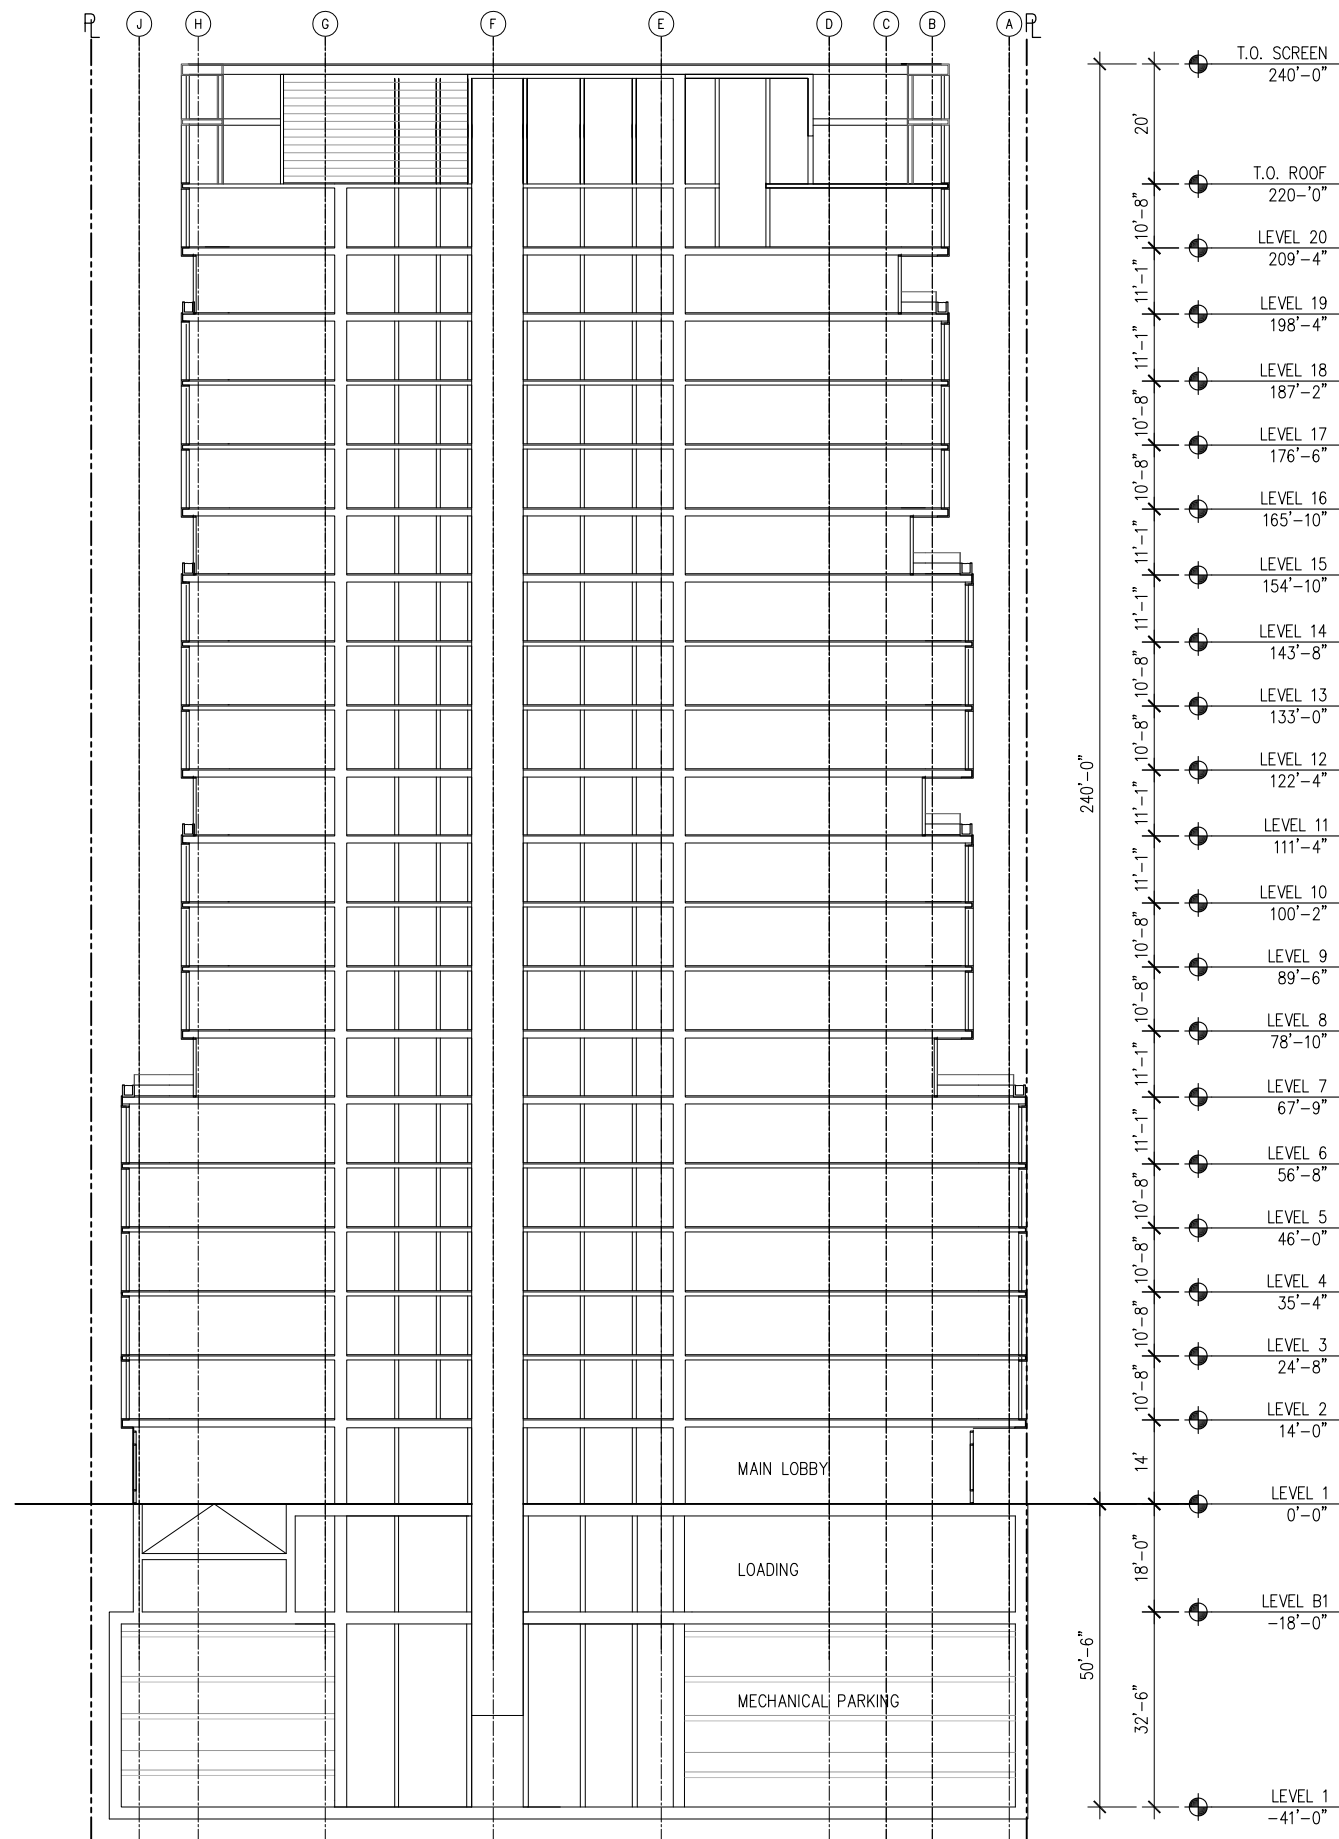 PL J H G F E D C B A PL
T.O. SCREEN
240'-0"
20'
T.O. ROOF
220-'0"
10'-8"
LEVEL 20
209'-4"
11'-1"
LEVEL 19
198'-4"
11'-1"
LEVEL 18
187'-2"
10'-8"
LEVEL 17
176'-6"
10'-8"
LEVEL 16
165'-10"
11'-1"
LEVEL 15
154'-10"
11'-1"
LEVEL 14
143'-8"
10'-8"
LEVEL 13
133'-0"
10'-8"
LEVEL 12
122'-4"
240'-0"
11'-1"
LEVEL 11
111'-4"
11'-1"
LEVEL 10
100'-2"
10'-8"
LEVEL 9
89'-6"
10'-8"
LEVEL 8
78'-10"
11'-1"
LEVEL 7
67'-9"
11'-1"
LEVEL 6
56'-8"
10'-8"
LEVEL 5
46'-0"
10'-8"
LEVEL 4
35'-4"
10'-8"
LEVEL 3
24'-8"
10'-8"
LEVEL 2
14'-0"
MAIN LOBBY
14'
LEVEL 1
0'-0"
LOADING
18'-0"
LEVEL B1
-18'-0"
50'-6"
MECHANICAL PARKING
32'-6"
LEVEL 1
-41'-0"